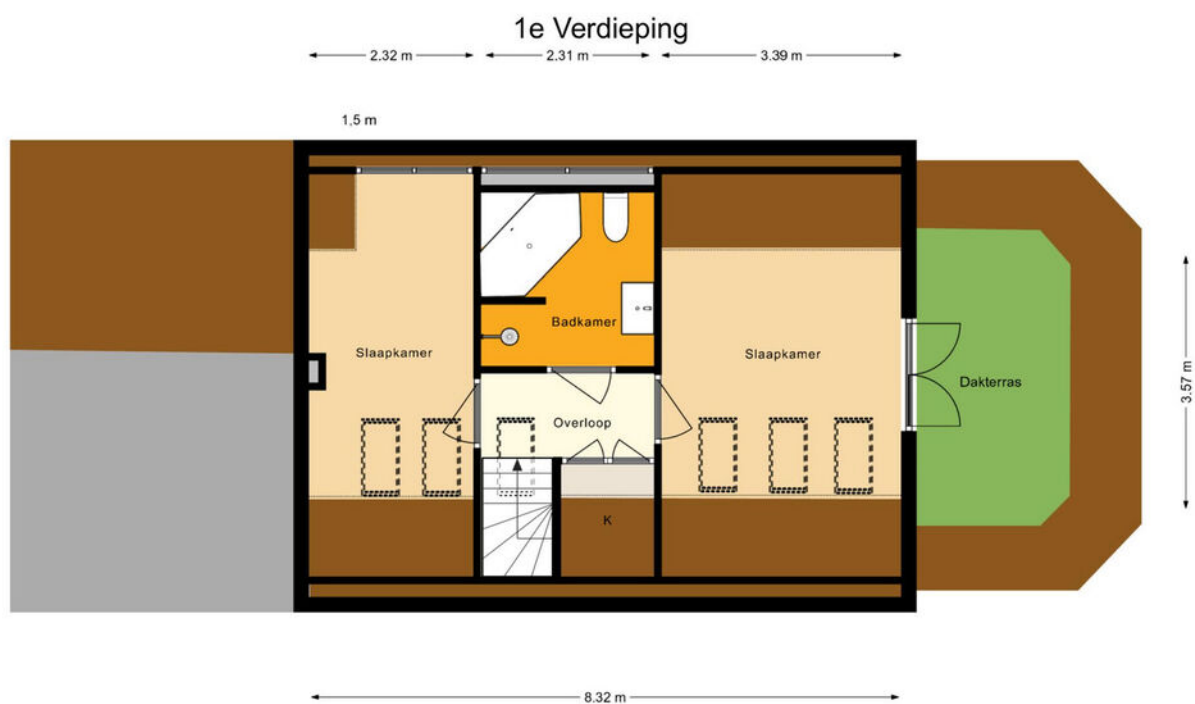 1e Verdieping
2.32 m
2.31 m
3.39 m
1,5 m
Badkamer
Slaapkamer
Slaapkamer
Dakterras
3.57 m
Overloop
K
8.32 m